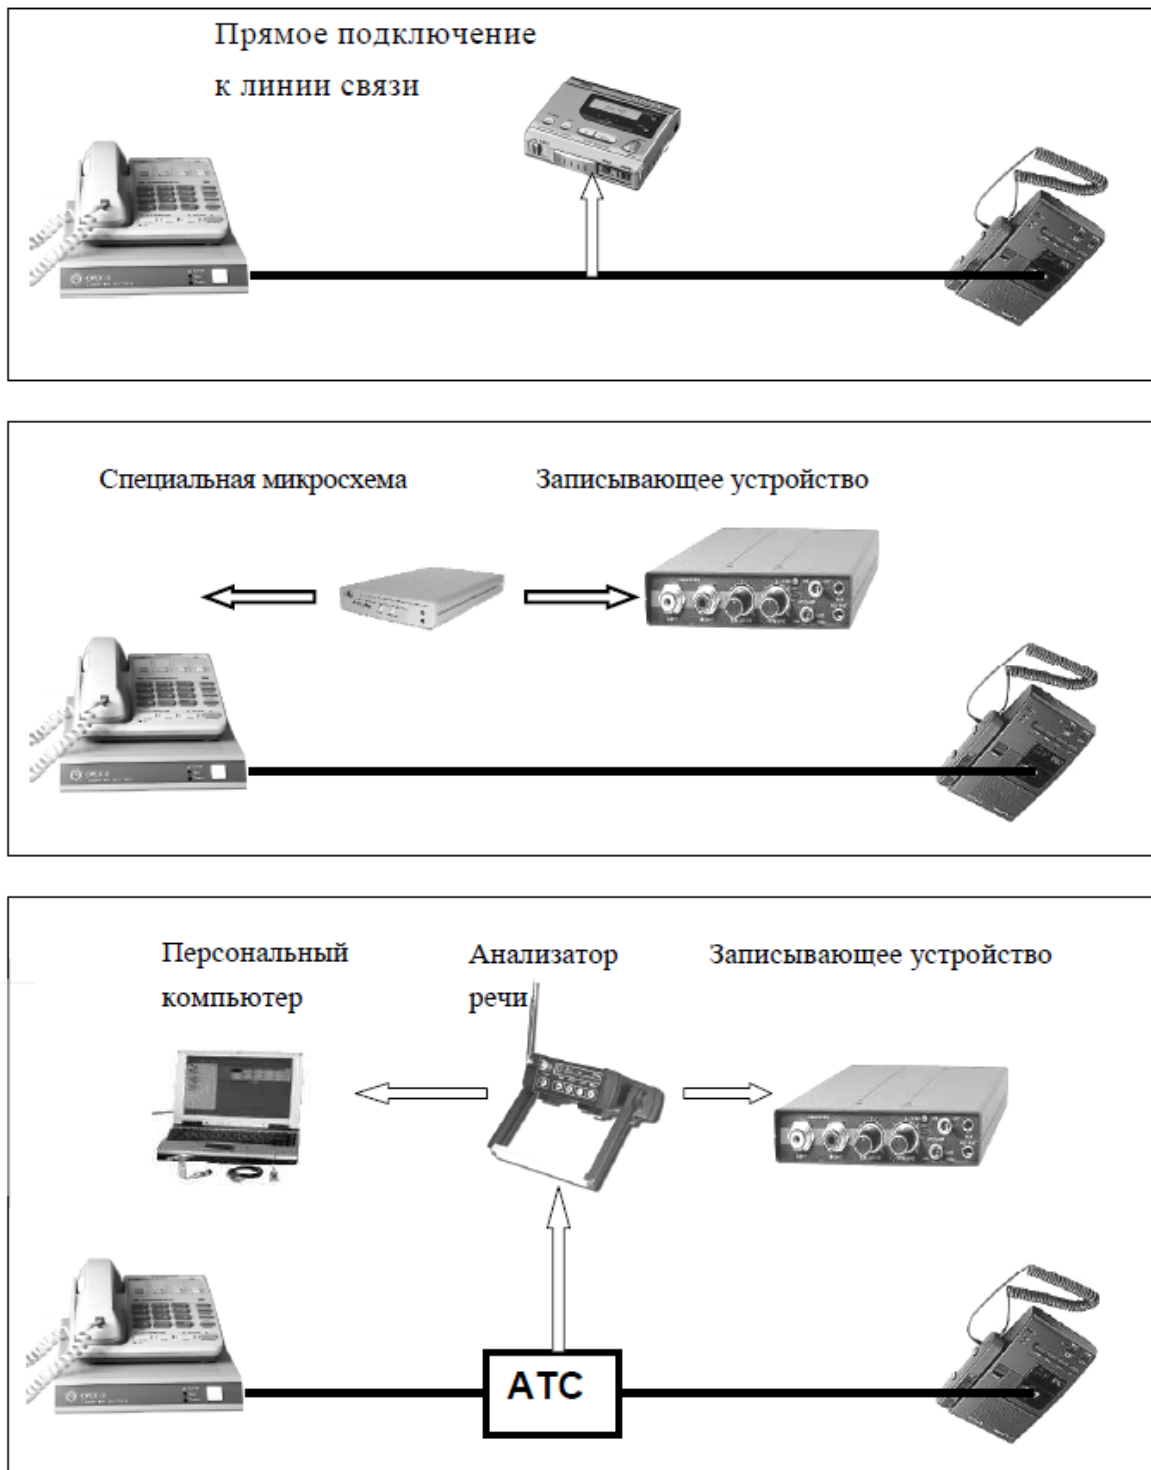 Прямое подключение
к линии связи
Специальная микросхема
Записывающее устройство
Персональный
компьютер
Анализатор
речи
Записывающее устройство
АТС